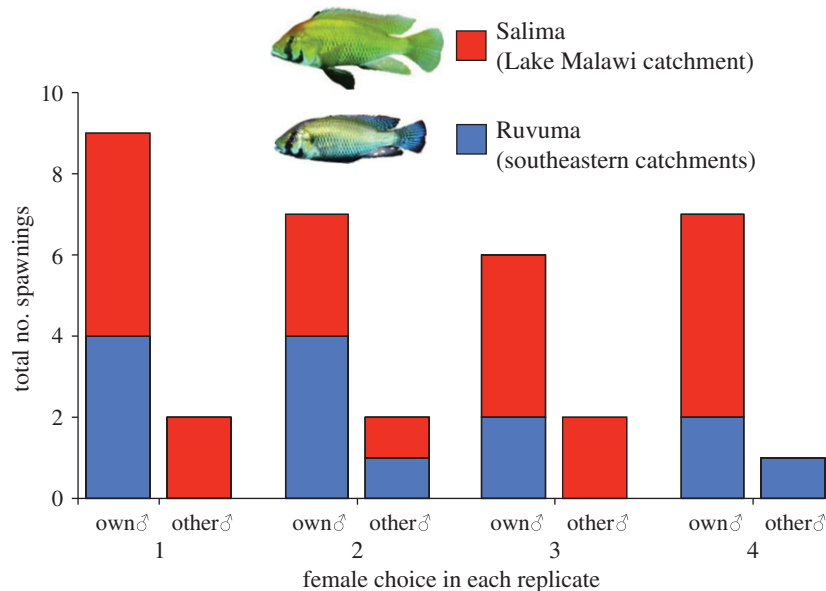 Salima
(Lake Malawi catchment)
Ruvuma
(southeastern catchments)
10
8
6
4
2
0
total no. spawnings
own♂ other♂ own♂ other♂ own♂ other♂ own♂ other♂
1 2 3 4
female choice in each replicate